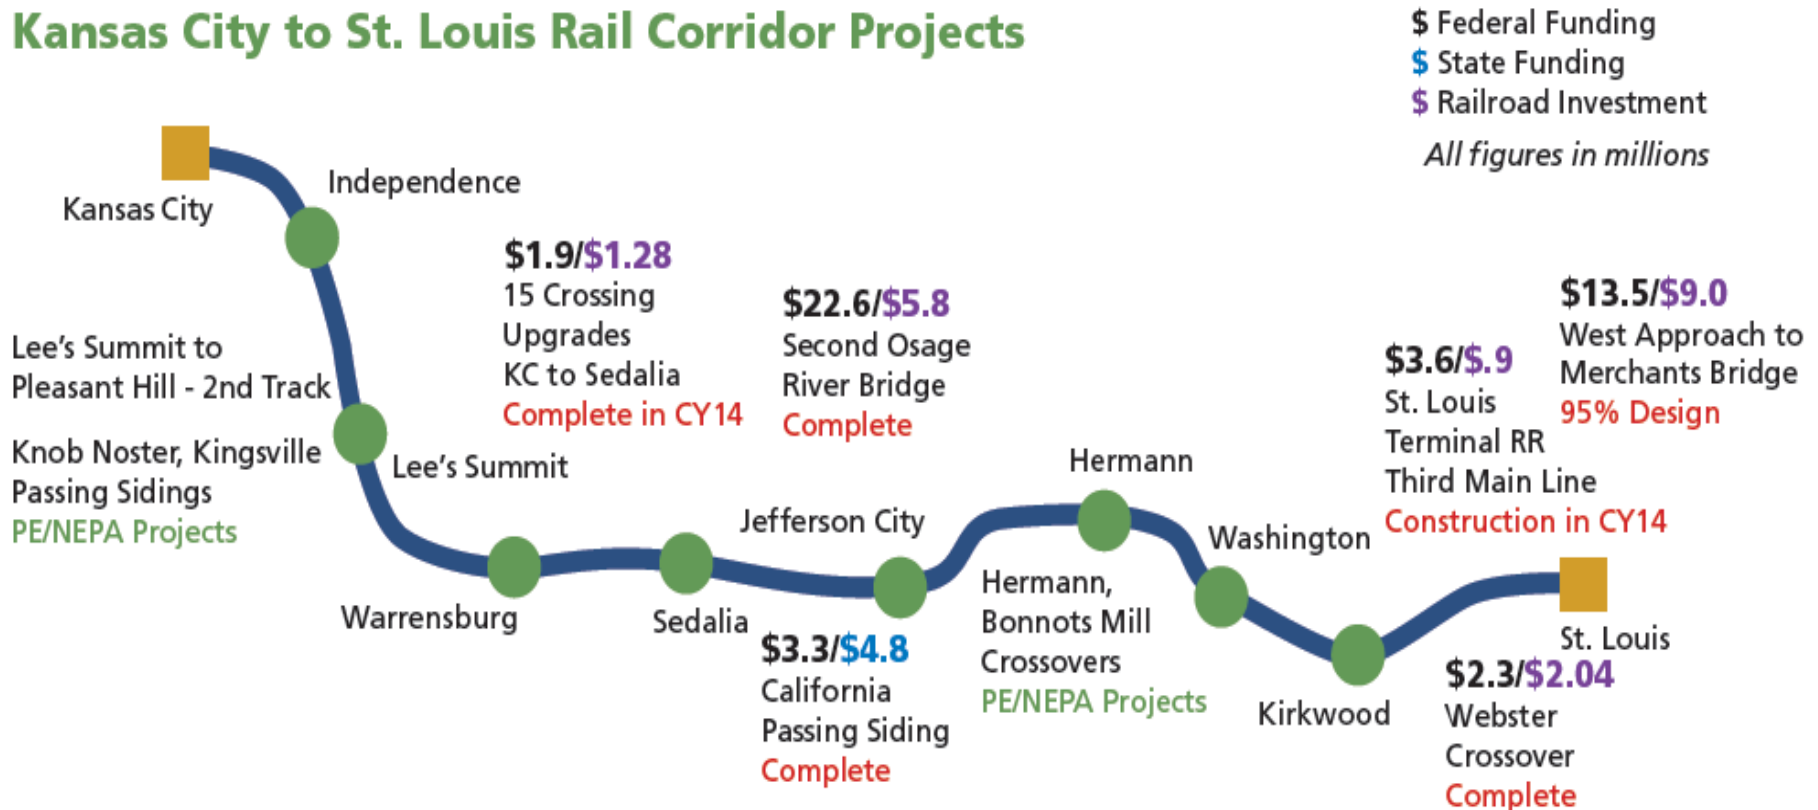 Kansas City to St. Louis Rail Corridor Projects
$ Federal Funding
$ State Funding
$ Railroad Investment
All figures in millions
Kansas City
Independence
Lee's Summit to
Pleasant Hill - 2nd Track
Knob Noster, Kingsville
Passing Sidings
PE/NEPA Projects
Lee's Summit
$1.9/$1.28
15 Crossing
Upgrades
KC to Sedalia
Complete in CY14
$22.6/$5.8
Second Osage
River Bridge
Complete
$13.5/$9.0
West Approach to
Merchants Bridge
95% Design
$3.6/$.9
St. Louis
Terminal RR
Third Main Line
Construction in CY14
Warrensburg
Sedalia
Jefferson City
$3.3/$4.8
California
Passing Siding
Complete
Hermann
Hermann,
Bonnots Mill
Crossovers
PE/NEPA Projects
Washington
Kirkwood
St. Louis
$2.3/$2.04
Webster
Crossover
Complete